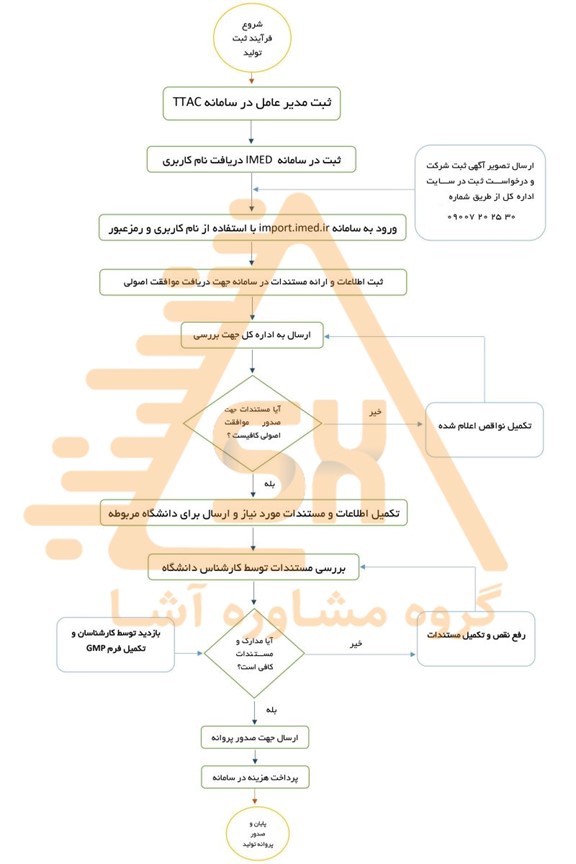 شروع
فرآیند ثبت
تولید
ثبت مدیر عامل در سامانه TTAC
ثبت در سامانه IMED دریافت نام کاربری
ارسال تصویر آگهی ثبت شرکت
و درخواست ثبت در سایت
اداره کل از طریق شماره
۰۹۰۰۷ ۲۰ ۲۵ ۳۰
ورود به سامانه import.imed.ir با استفاده از نام کاربری و رمزعبور
ثبت اطلاعات و ارائه مستندات در سامانه جهت دریافت موافقت اصولی
ارسال به اداره کل جهت بررسی
آیا مستندات جهت
صدور موافقت
اصولی کافیست ؟
خیر
تکمیل نواقص اعلام شده
بله
تکمیل اطلاعات و مستندات مورد نیاز و ارسال برای دانشگاه مربوطه
بررسی مستندات توسط کارشناس دانشگاه
گروه مشاوره آشا
بازدید توسط کارشناسان و
تکمیل فرم GMP
آیا مدارک و
مستندات
کافی است؟
خیر
رفع نقص و تکمیل مستندات
بله
ارسال جهت صدور پروانه
پرداخت هزینه در سامانه
پایان و
صدور
پروانه تولید